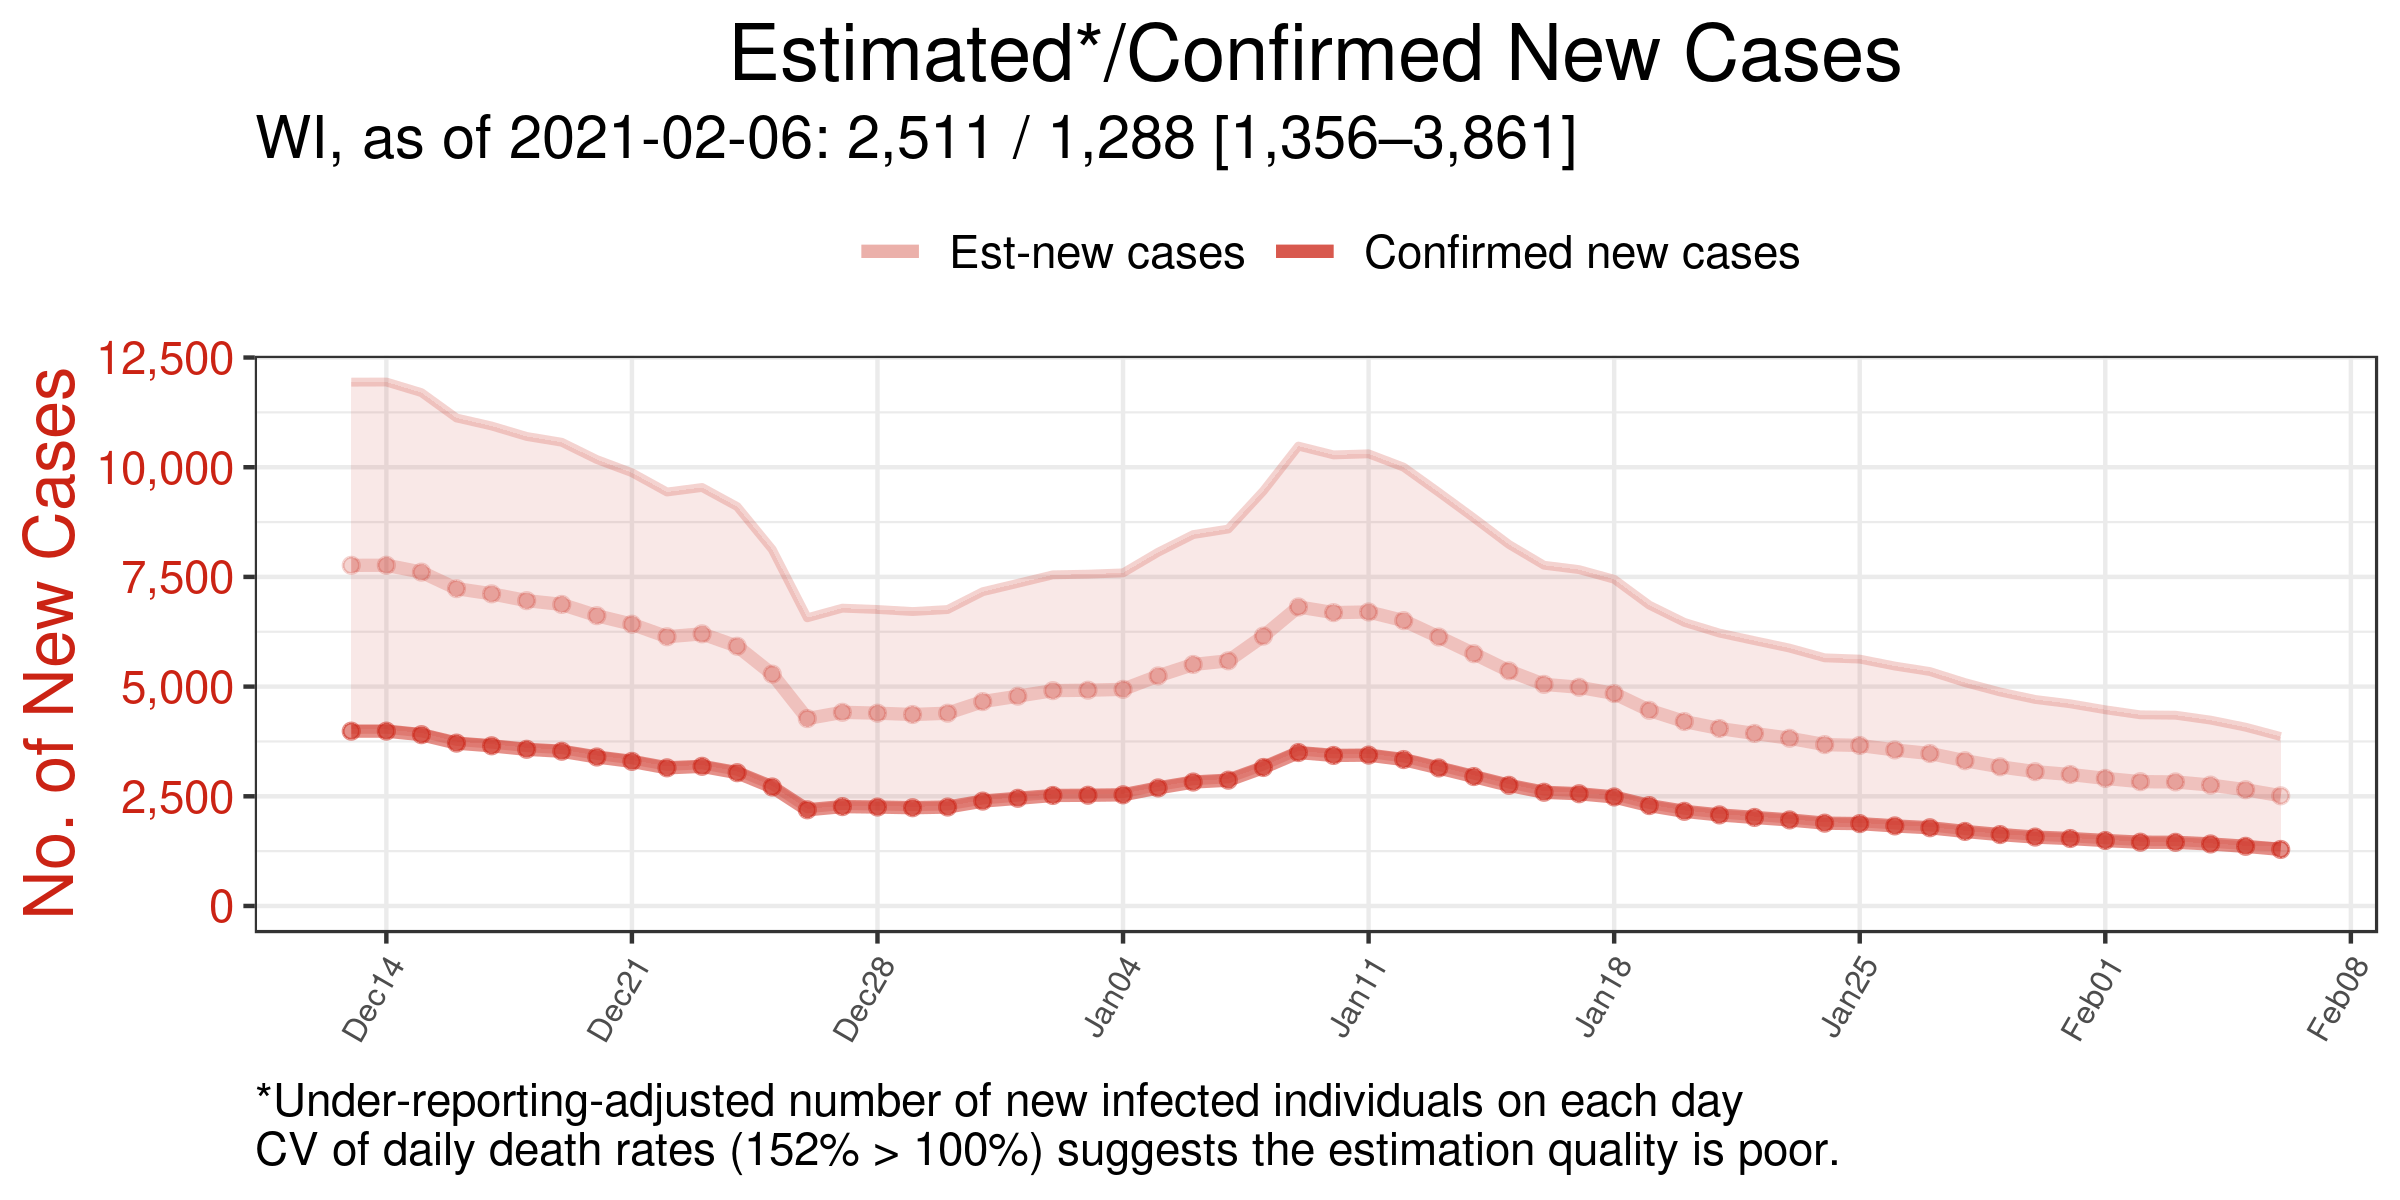 Estimated*/Confirmed New Cases
WI, as of 2021-02-06: 2,511 / 1,288 [1,356–3,861]
Est-new cases
Confirmed new cases
No. of New Cases
12,500
10,000
7,500
5,000
2,500
0
Dec14
Dec21
Dec28
Jan04
Jan11
Jan18
Jan25
Feb01
Feb08
*Under-reporting-adjusted number of new infected individuals on each day
CV of daily death rates (152% > 100%) suggests the estimation quality is poor.